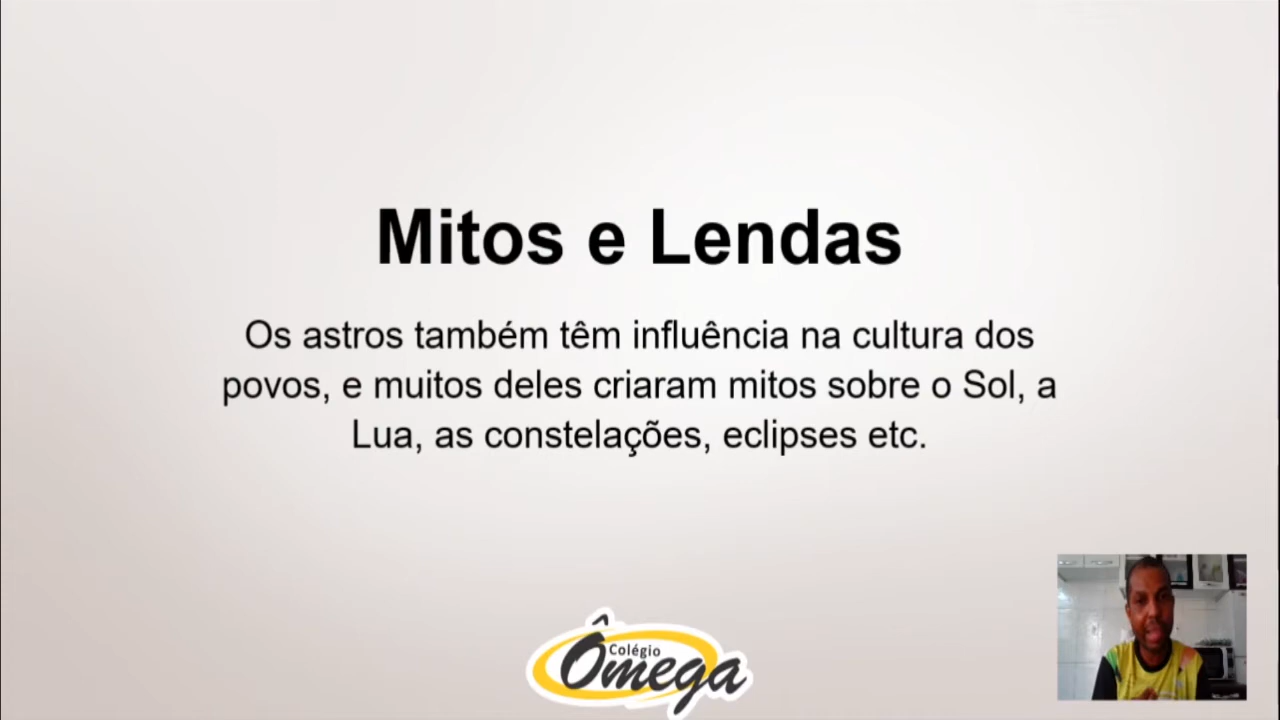 Mitos e Lendas
Os astros também têm influência na cultura dos
povos, e muitos deles criaram mitos sobre o Sol, a
Lua, as constelações, eclipses etc.
Colégio
Ômega